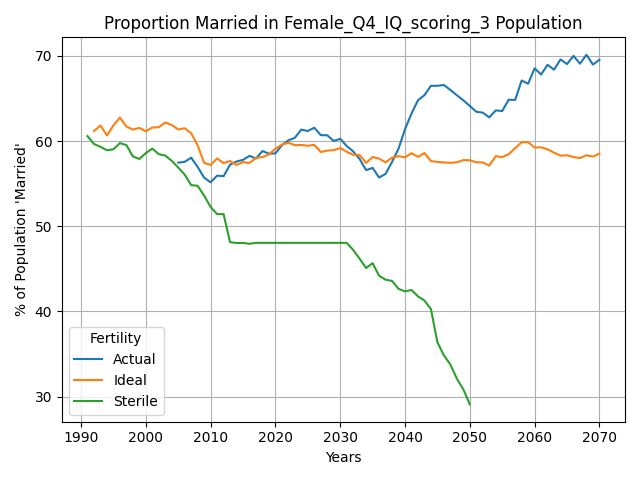 Proportion Married in Female_Q4_IQ_scoring_3 Population
% of Population 'Married'
70
60
50
40
30
Fertility
Actual
Ideal
Sterile
1990 2000 2010 2020 2030 2040 2050 2060 2070
Years